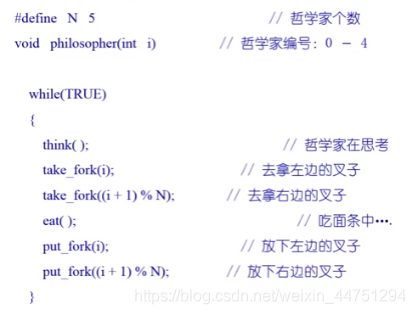 #define N 5 // 哲学家个数
void philosopher(int i) // 哲学家编号：0 － 4
while(TRUE)
{
think( ); // 哲学家在思考
take_fork(i); // 去拿左边的叉子
take_fork((i + 1) % N); // 去拿右边的叉子
eat( ); // 吃面条中•••.
put_fork(i); // 放下左边的叉子
put_fork((i + 1) % N); // 放下右边的叉子
}
https://blog.csdn.net/weixin_44751294